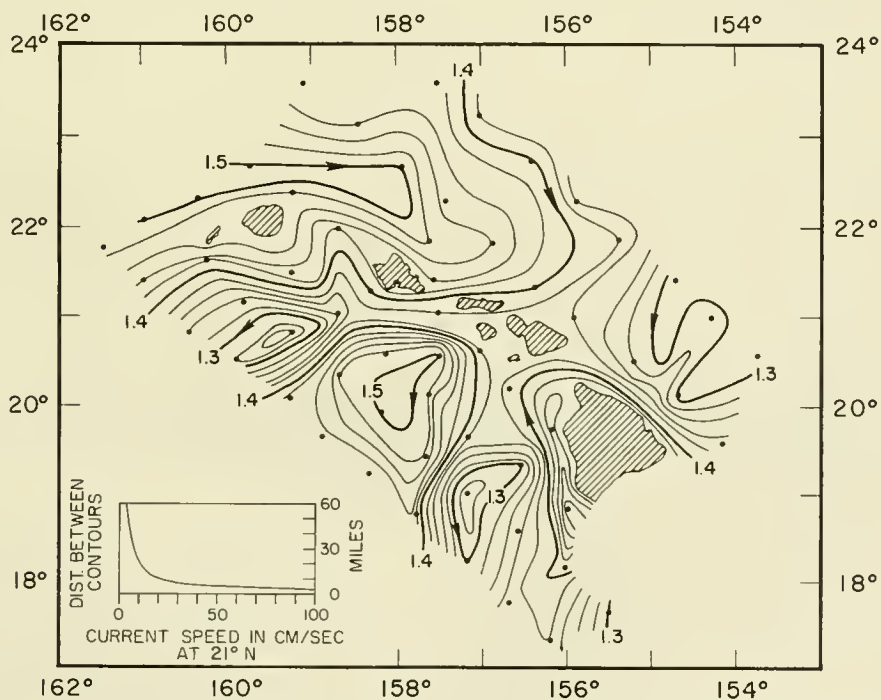 162° 160° 158° 156° 154°
24° 24°
1.4
1.5
22° 22°
1.4
1.3
1.3
1.5
20° 20°
1.4
1.4
1.3
1.4
18° 18°
1.3
DIST. BETWEEN
CONTOURS
60
30
0
MILES
0 50 100
CURRENT SPEED IN CM/SEC
AT 21° N
162° 160° 158° 156° 154°